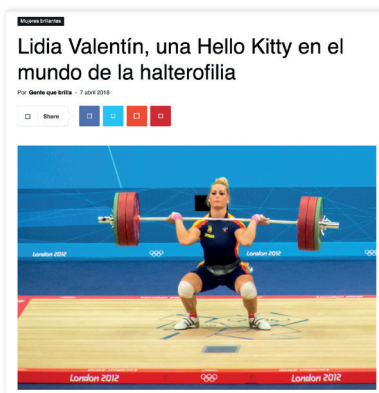 Mujeres brillantes
Lidia Valentín, una Hello Kitty en el
mundo de la halterofilia
Por Gente que brilla - 7 abril 2018
Share
London 2012
London 2012
London 2012
London 2012